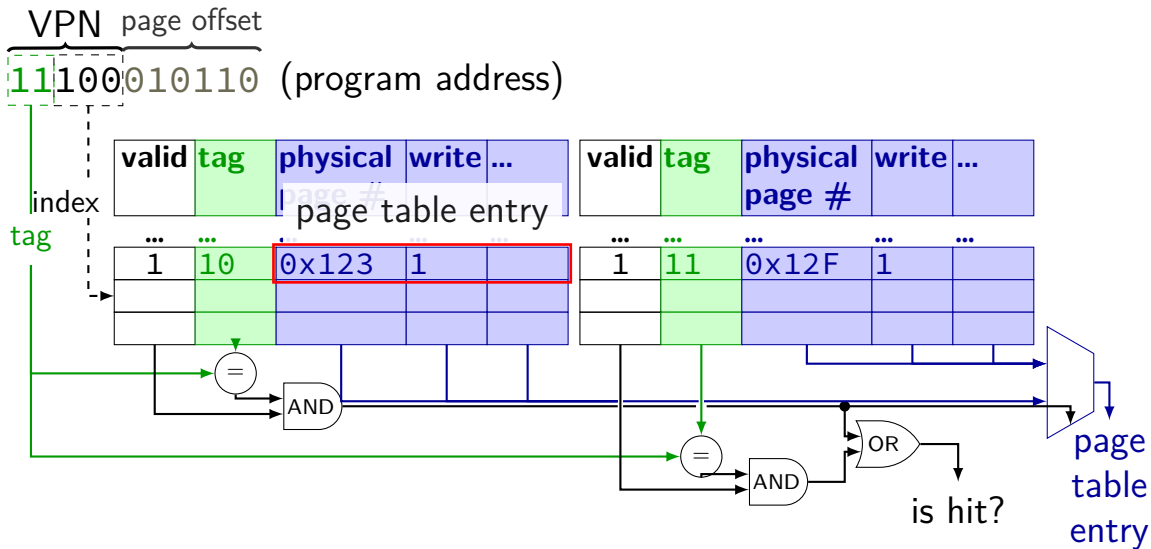 VPN page offset
11100010110 (program address)
valid tag physical page # write ... valid tag physical page # write ...
index
page table entry
tag
... ... ... ... ... ... ... ... ... ...
1 10 0x123 1 1 11 0x12F 1
=
AND
=
AND
OR
is hit?
page
table
entry